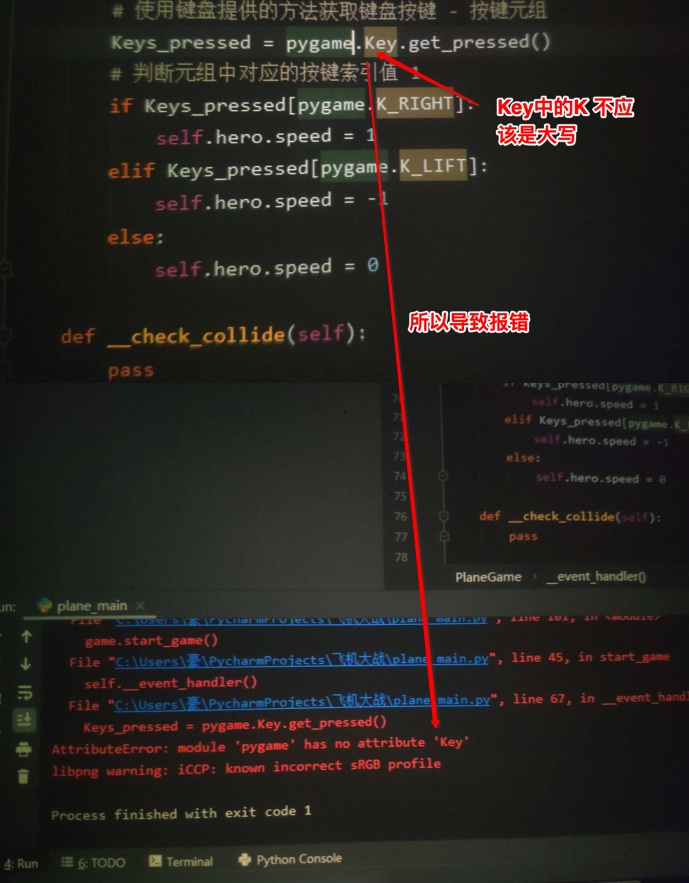 # 使用键盘提供的方法获取键盘按键 - 按键元组
Keys_pressed = pygame.Key.get_pressed()
# 判断元组中对应的按键索引值 1
if Keys_pressed[pygame.K_RIGHT]:
self.hero.speed = 1
elif Keys_pressed[pygame.K_LIFT]:
self.hero.speed = -1
else:
self.hero.speed = 0
def __check_collide(self):
pass
Key中的K 不应
该是大写
所以导致报错
if Keys_pressed[pygame.K_RIG
self.hero.speed = 1
elif Keys_pressed[pygame.K_
72
self.hero.speed = -1
73
else:
74
self.hero.speed = 0
75
76
def __check_collide(self):
77
pass
78
PlaneGame › __event_handler()
un:
plane_main ×
File "C:\Users\豪\PycharmProjects\飞机大战\plane_main.py", line 101, in <module>
game.start_game()
File "C:\Users\豪\PycharmProjects\飞机大战\plane_main.py", line 45, in start_game
self.__event_handler()
File "C:\Users\豪\PycharmProjects\飞机大战\plane_main.py", line 67, in __event_handl
Keys_pressed = pygame.Key.get_pressed()
AttributeError: module 'pygame' has no attribute 'Key'
libpng warning: iCCP: known incorrect sRGB profile
Process finished with exit code 1
4: Run
6: TODO
Terminal
Python Console